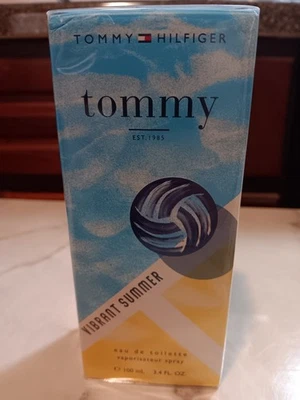 TOMMY HILFIGER
tommy
EST. 1985
VIBRANT SUMMER
eau de toilette
vaporisateur spray
℮ 100 mL 3.4 FL. OZ.